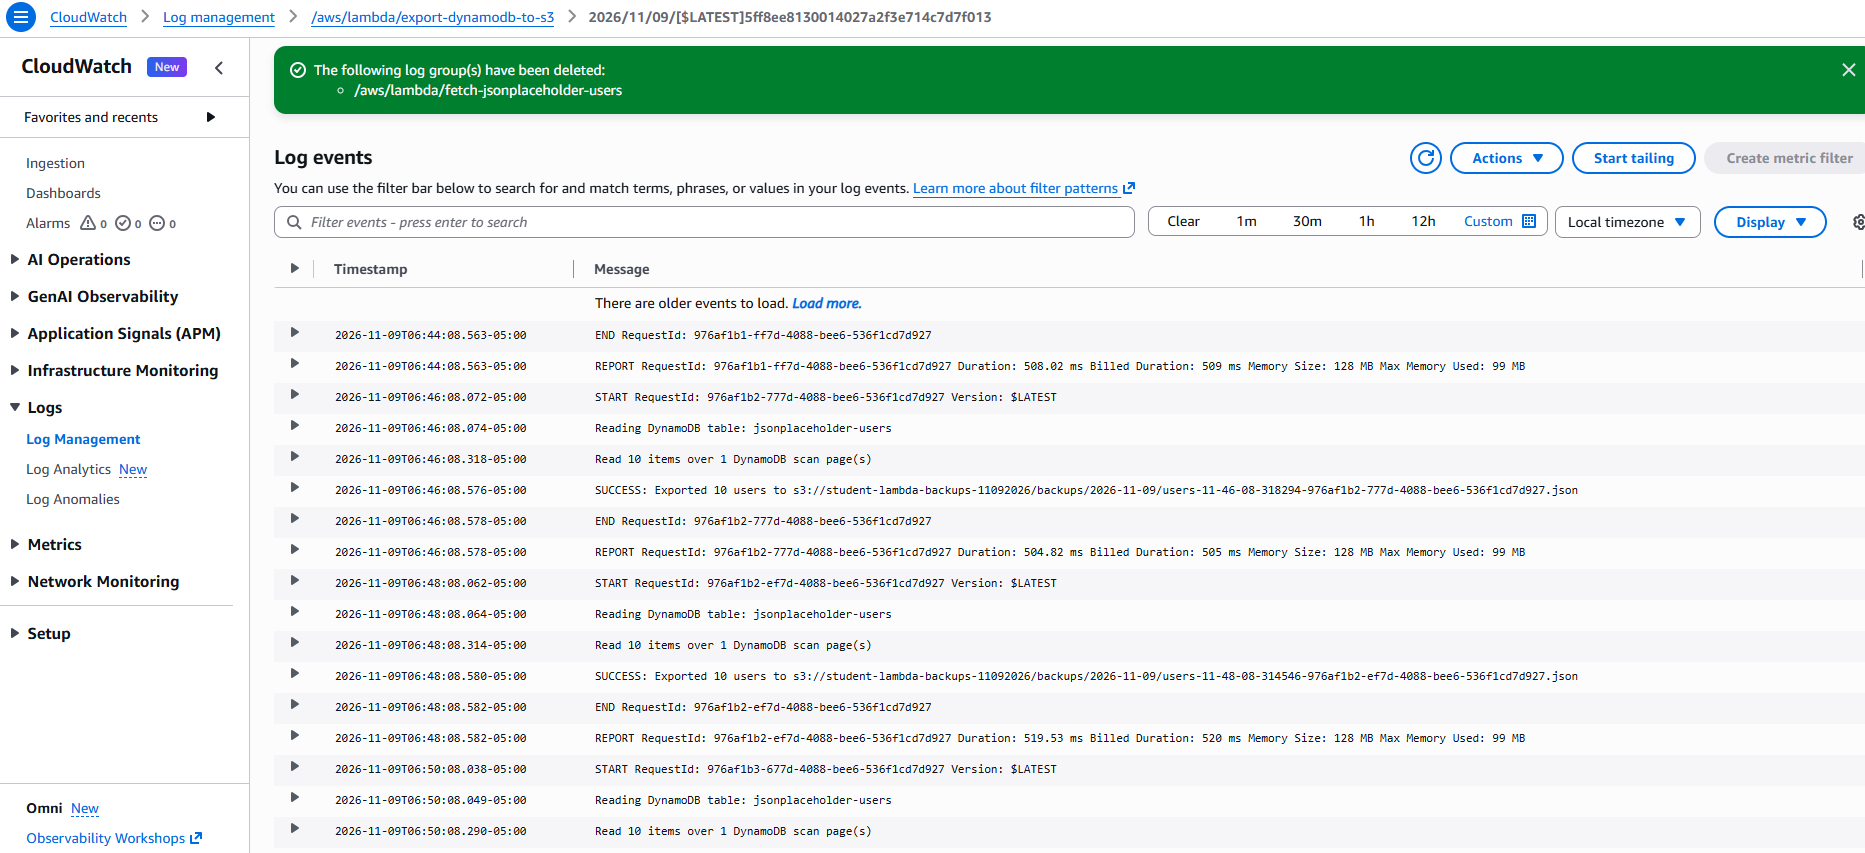 CloudWatch > Log management > /aws/lambda/export-dynamodb-to-s3 > 2026/11/09/[$LATEST]5ff8ee8130014027a2f3e714c7d7f013
CloudWatch New
Favorites and recents
Ingestion
Dashboards
Alarms 0 0 0
AI Operations
GenAI Observability
Application Signals (APM)
Infrastructure Monitoring
Logs
Log Management
Log Analytics New
Log Anomalies
Metrics
Network Monitoring
Setup
Omni New
Observability Workshops
The following log group(s) have been deleted:
/aws/lambda/fetch-jsonplaceholder-users
Log events
Actions Start tailing Create metric filter
You can use the filter bar below to search for and match terms, phrases, or values in your log events. Learn more about filter patterns
Filter events - press enter to search Clear 1m 30m 1h 12h Custom Local timezone Display
Timestamp Message
There are older events to load. Load more.
2026-11-09T06:44:08.563-05:00 END RequestId: 976af1b1-ff7d-4088-bee6-536f1cd7d927
2026-11-09T06:44:08.563-05:00 REPORT RequestId: 976af1b1-ff7d-4088-bee6-536f1cd7d927 Duration: 508.02 ms Billed Duration: 509 ms Memory Size: 128 MB Max Memory Used: 99 MB
2026-11-09T06:46:08.072-05:00 START RequestId: 976af1b2-777d-4088-bee6-536f1cd7d927 Version: $LATEST
2026-11-09T06:46:08.074-05:00 Reading DynamoDB table: jsonplaceholder-users
2026-11-09T06:46:08.318-05:00 Read 10 items over 1 DynamoDB scan page(s)
2026-11-09T06:46:08.576-05:00 SUCCESS: Exported 10 users to s3://student-lambda-backups-11092026/backups/2026-11-09/users-11-46-08-318294-976af1b2-777d-4088-bee6-536f1cd7d927.json
2026-11-09T06:46:08.578-05:00 END RequestId: 976af1b2-777d-4088-bee6-536f1cd7d927
2026-11-09T06:46:08.578-05:00 REPORT RequestId: 976af1b2-777d-4088-bee6-536f1cd7d927 Duration: 504.82 ms Billed Duration: 505 ms Memory Size: 128 MB Max Memory Used: 99 MB
2026-11-09T06:48:08.062-05:00 START RequestId: 976af1b2-ef7d-4088-bee6-536f1cd7d927 Version: $LATEST
2026-11-09T06:48:08.064-05:00 Reading DynamoDB table: jsonplaceholder-users
2026-11-09T06:48:08.314-05:00 Read 10 items over 1 DynamoDB scan page(s)
2026-11-09T06:48:08.580-05:00 SUCCESS: Exported 10 users to s3://student-lambda-backups-11092026/backups/2026-11-09/users-11-48-08-314546-976af1b2-ef7d-4088-bee6-536f1cd7d927.json
2026-11-09T06:48:08.582-05:00 END RequestId: 976af1b2-ef7d-4088-bee6-536f1cd7d927
2026-11-09T06:48:08.582-05:00 REPORT RequestId: 976af1b2-ef7d-4088-bee6-536f1cd7d927 Duration: 519.53 ms Billed Duration: 520 ms Memory Size: 128 MB Max Memory Used: 99 MB
2026-11-09T06:50:08.038-05:00 START RequestId: 976af1b3-677d-4088-bee6-536f1cd7d927 Version: $LATEST
2026-11-09T06:50:08.049-05:00 Reading DynamoDB table: jsonplaceholder-users
2026-11-09T06:50:08.290-05:00 Read 10 items over 1 DynamoDB scan page(s)